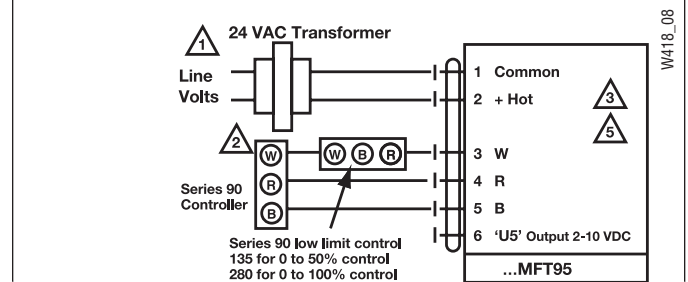 1
24 VAC Transformer
W418_08
Line
Volts
1 Common
2 + Hot
3
5
2
W
W B R
3 W
R
4 R
Series 90
Controller
B
5 B
6 'U5' Output 2-10 VDC
Series 90 low limit control
135 for 0 to 50% control
280 for 0 to 100% control
...MFT95